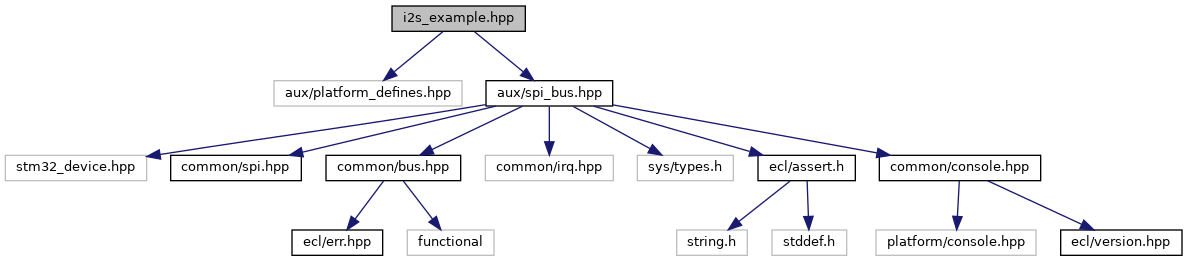 i2s_example.hpp
aux/platform_defines.hpp
aux/spi_bus.hpp
stm32_device.hpp
common/spi.hpp
common/bus.hpp
common/irq.hpp
sys/types.h
ecl/assert.h
common/console.hpp
ecl/err.hpp
functional
string.h
stddef.h
platform/console.hpp
ecl/version.hpp